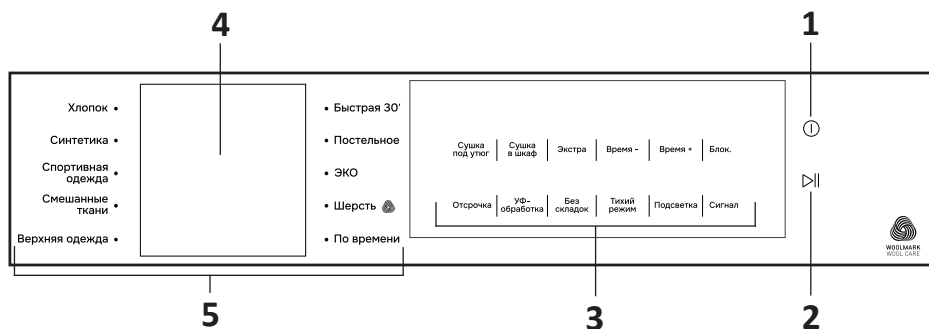 4
1
Хлопок •
• Быстрая 30'
Синтетика •
• Постельное
Спортивная
одежда •
• ЭКО
Смешанные
ткани •
• Шерсть
Верхняя одежда •
• По времени
Сушка
под утюг
Сушка
в шкаф
Экстра
Время -
Время +
Блок.
Отсрочка
УФ-
обработка
Без
складок
Тихий
режим
Подсветка
Сигнал
WOOLMARK
WOOL CARE
5
3
2